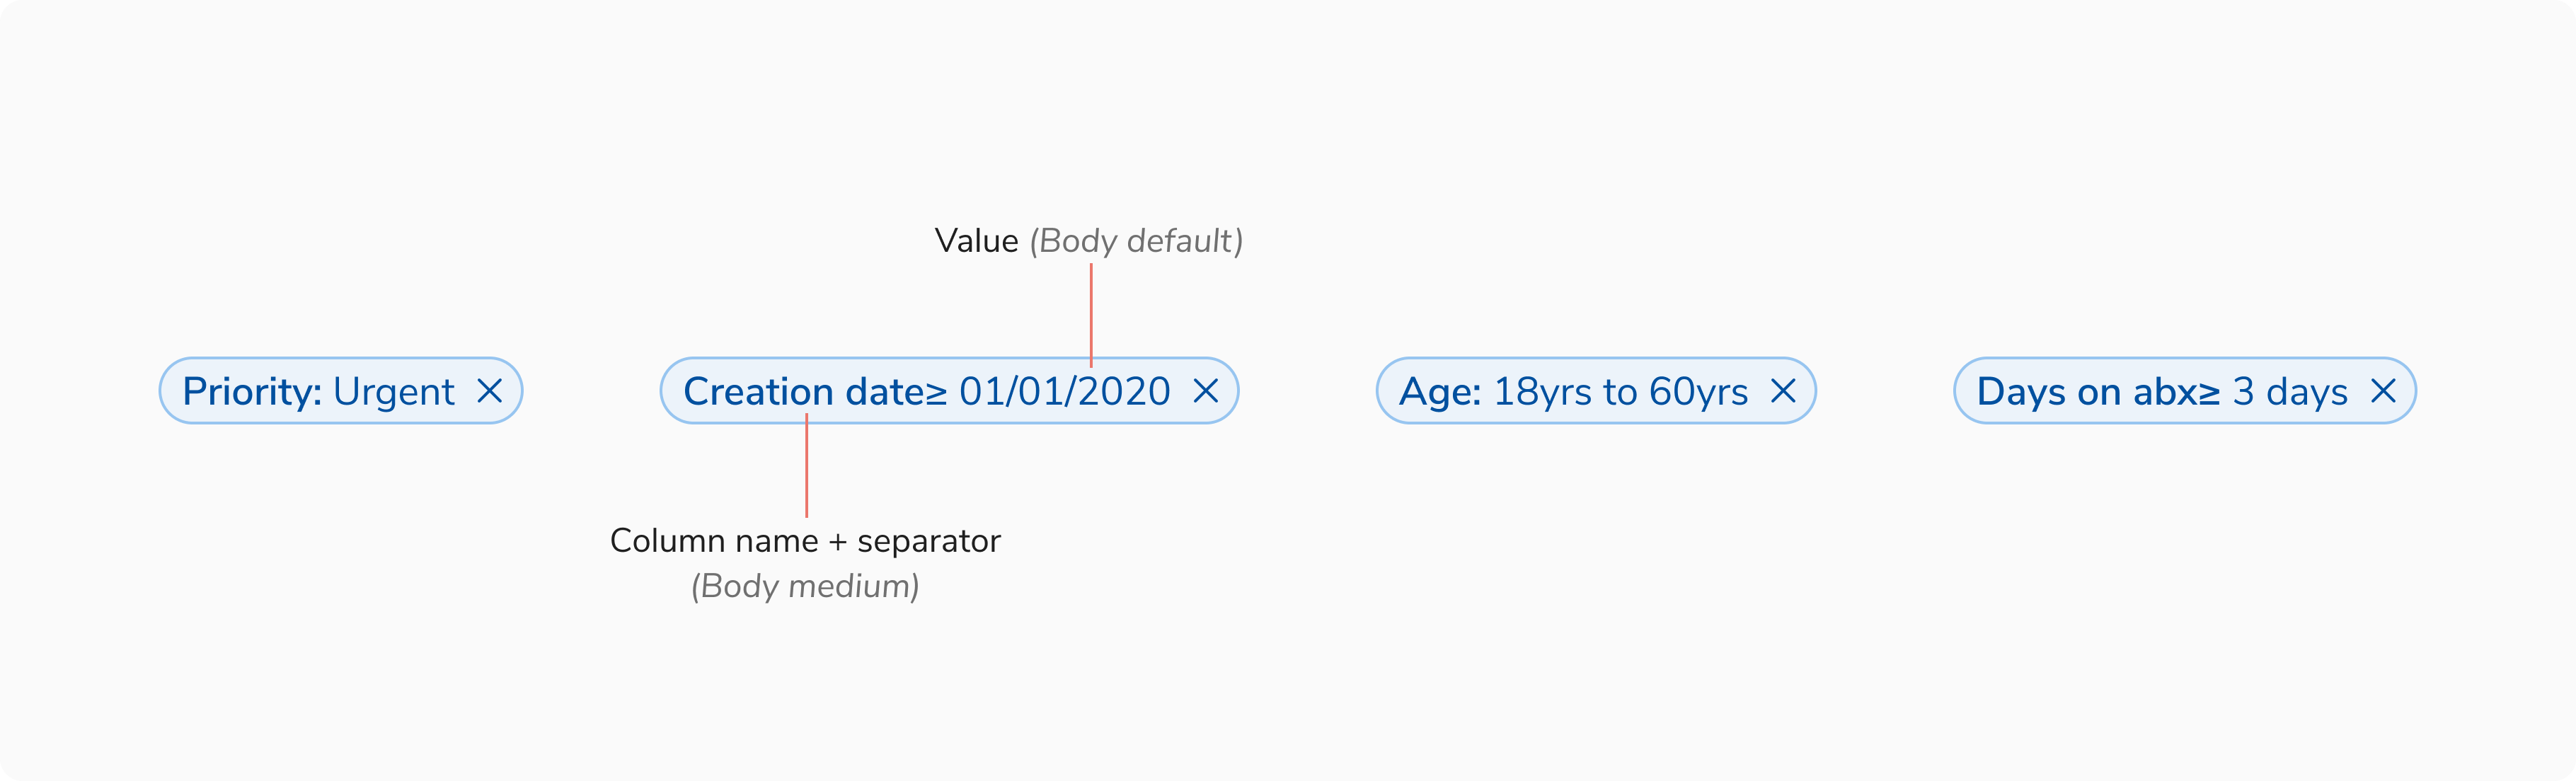 Value (Body default)
Priority: Urgent ×
Creation date≥ 01/01/2020 ×
Age: 18yrs to 60yrs ×
Days on abx≥ 3 days ×
Column name + separator
(Body medium)